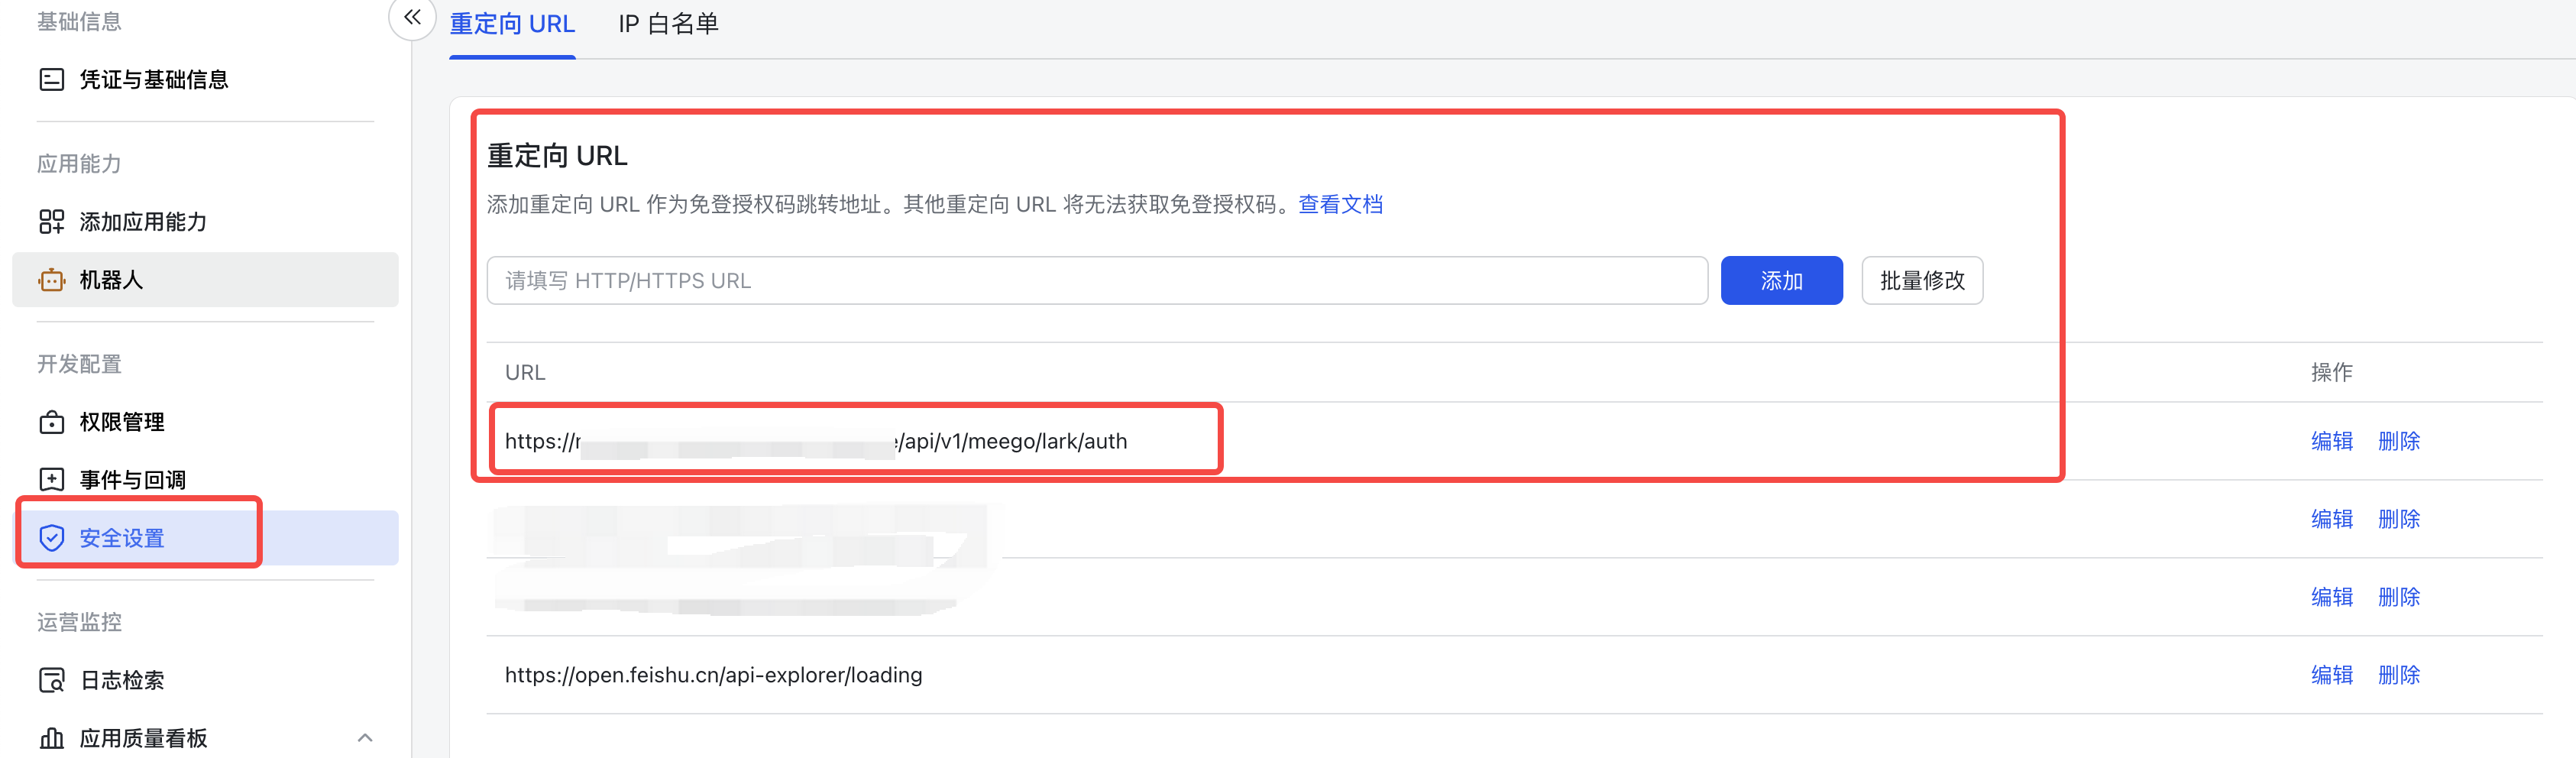 基础信息
凭证与基础信息
应用能力
添加应用能力
机器人
开发配置
权限管理
事件与回调
安全设置
运营监控
日志检索
应用质量看板
重定向 URL
IP 白名单
重定向 URL
添加重定向 URL 作为免登授权码跳转地址。其他重定向 URL 将无法获取免登授权码。查看文档
请填写 HTTP/HTTPS URL
添加
批量修改
URL
操作
https:// /api/v1/meego/lark/auth
编辑 删除
编辑 删除
编辑 删除
https://open.feishu.cn/api-explorer/loading
编辑 删除